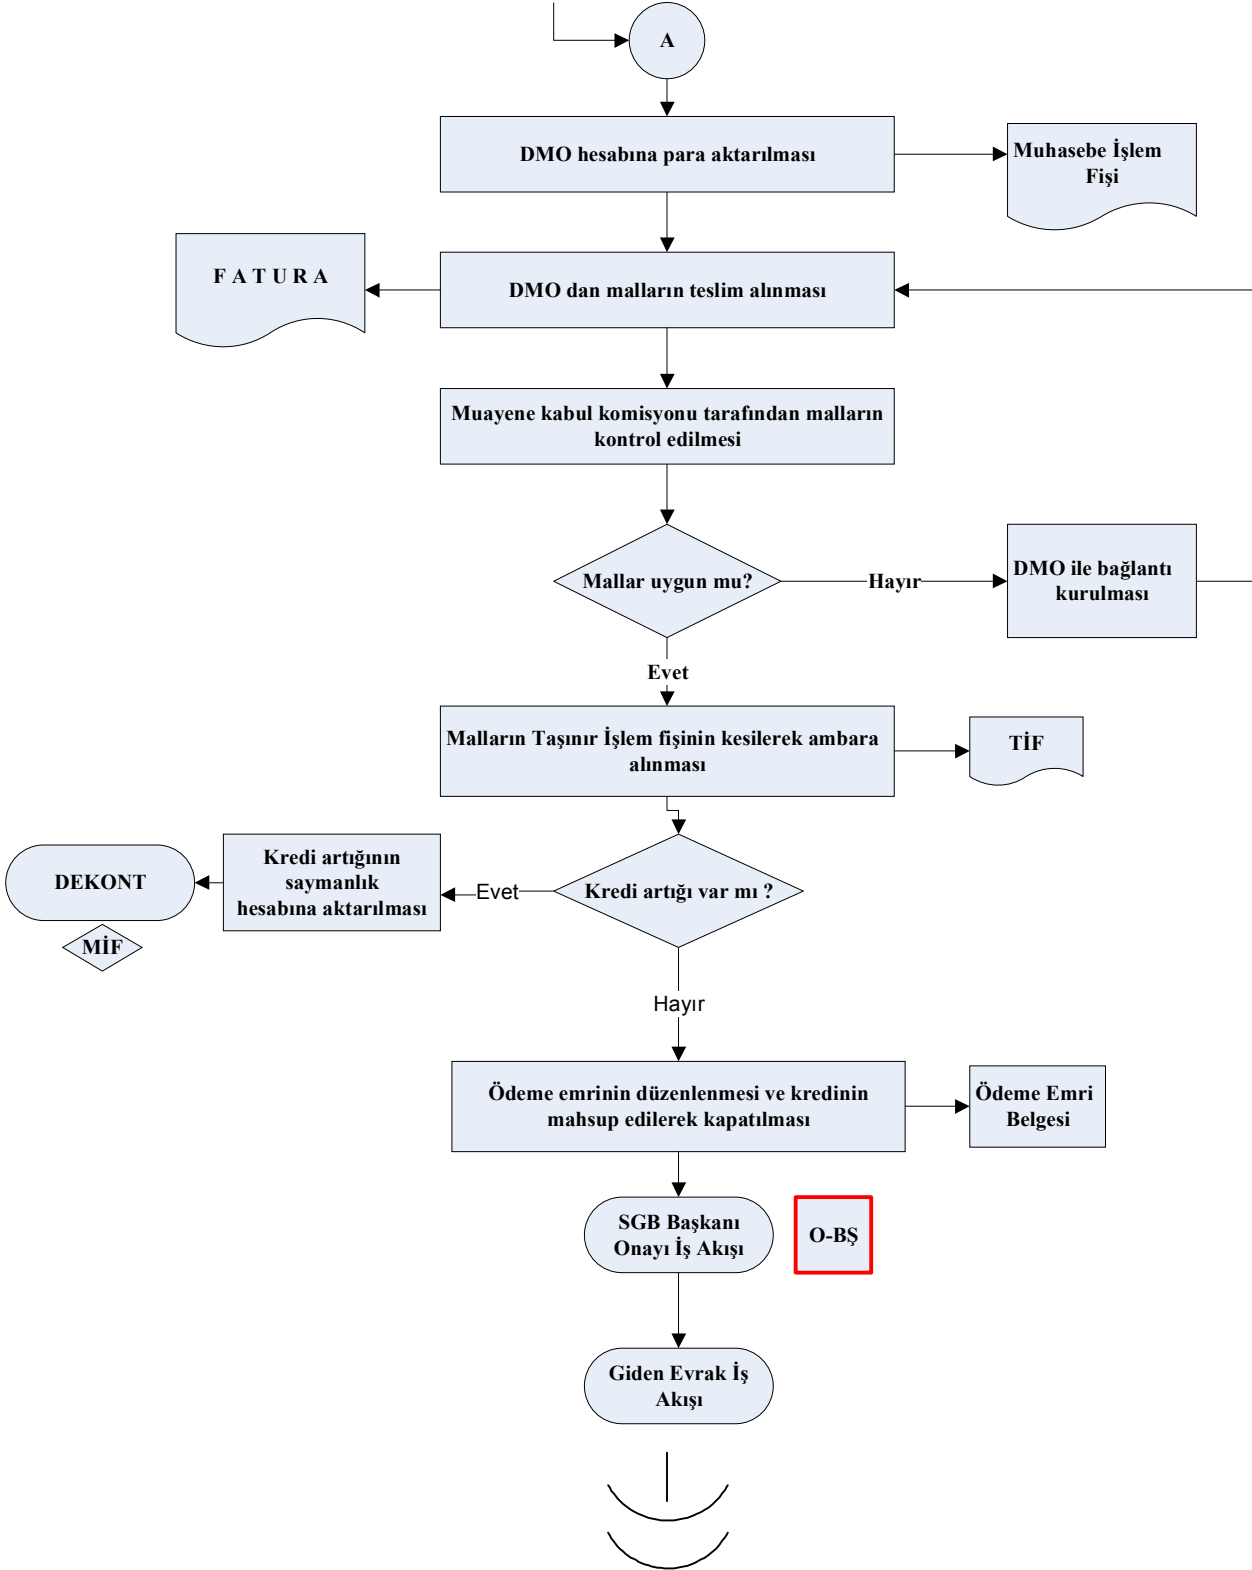 A
DMO hesabına para aktarılması
Muhasebe İşlem
Fişi
F A T U R A
DMO dan malların teslim alınması
Muayene kabul komisyonu tarafından malların
kontrol edilmesi
Mallar uygun mu?
Hayır
DMO ile bağlantı
kurulması
Evet
Malların Taşınır İşlem fişinin kesilerek ambara
alınması
TİF
DEKONT
MİF
Kredi artığının
saymanlık
hesabına aktarılması
Evet
Kredi artığı var mı ?
Hayır
Ödeme emrinin düzenlenmesi ve kredinin
mahsup edilerek kapatılması
Ödeme Emri
Belgesi
SGB Başkanı
Onayı İş Akışı
O-BŞ
Giden Evrak İş
Akışı